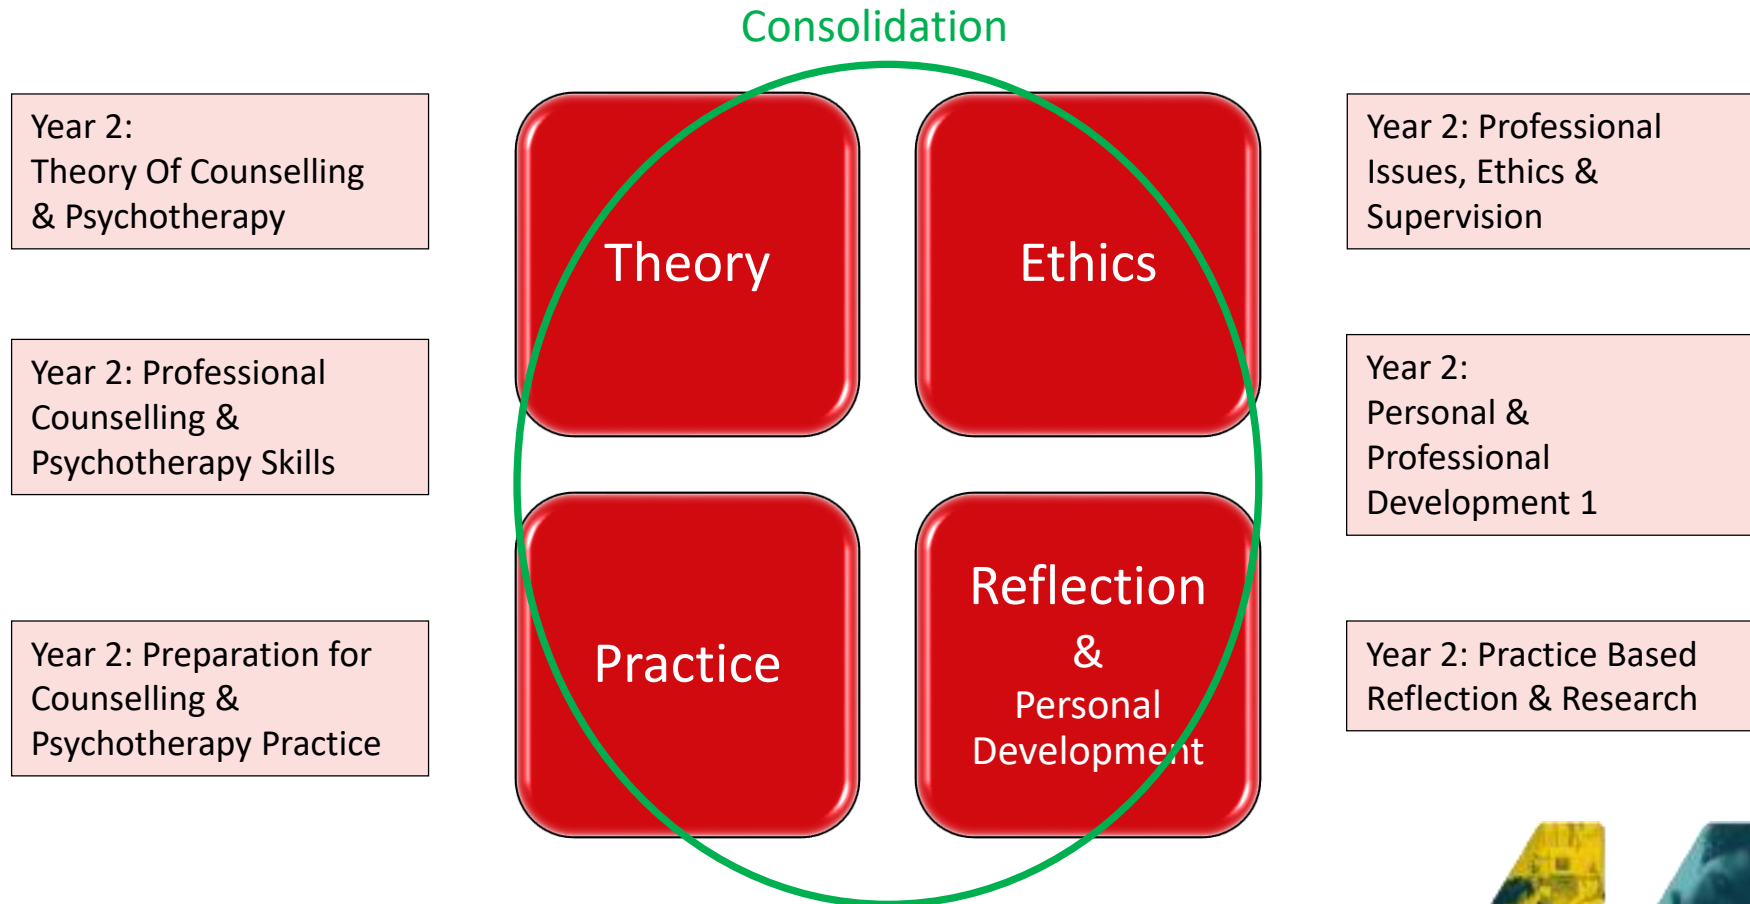 Consolidation
Year 2:
Theory Of Counselling
& Psychotherapy
Year 2: Professional
Counselling &
Psychotherapy Skills
Year 2: Preparation for
Counselling &
Psychotherapy Practice
Theory
Ethics
Practice
Reflection
&
Personal
Development
Year 2: Professional
Issues, Ethics &
Supervision
Year 2:
Personal &
Professional
Development 1
Year 2: Practice Based
Reflection & Research